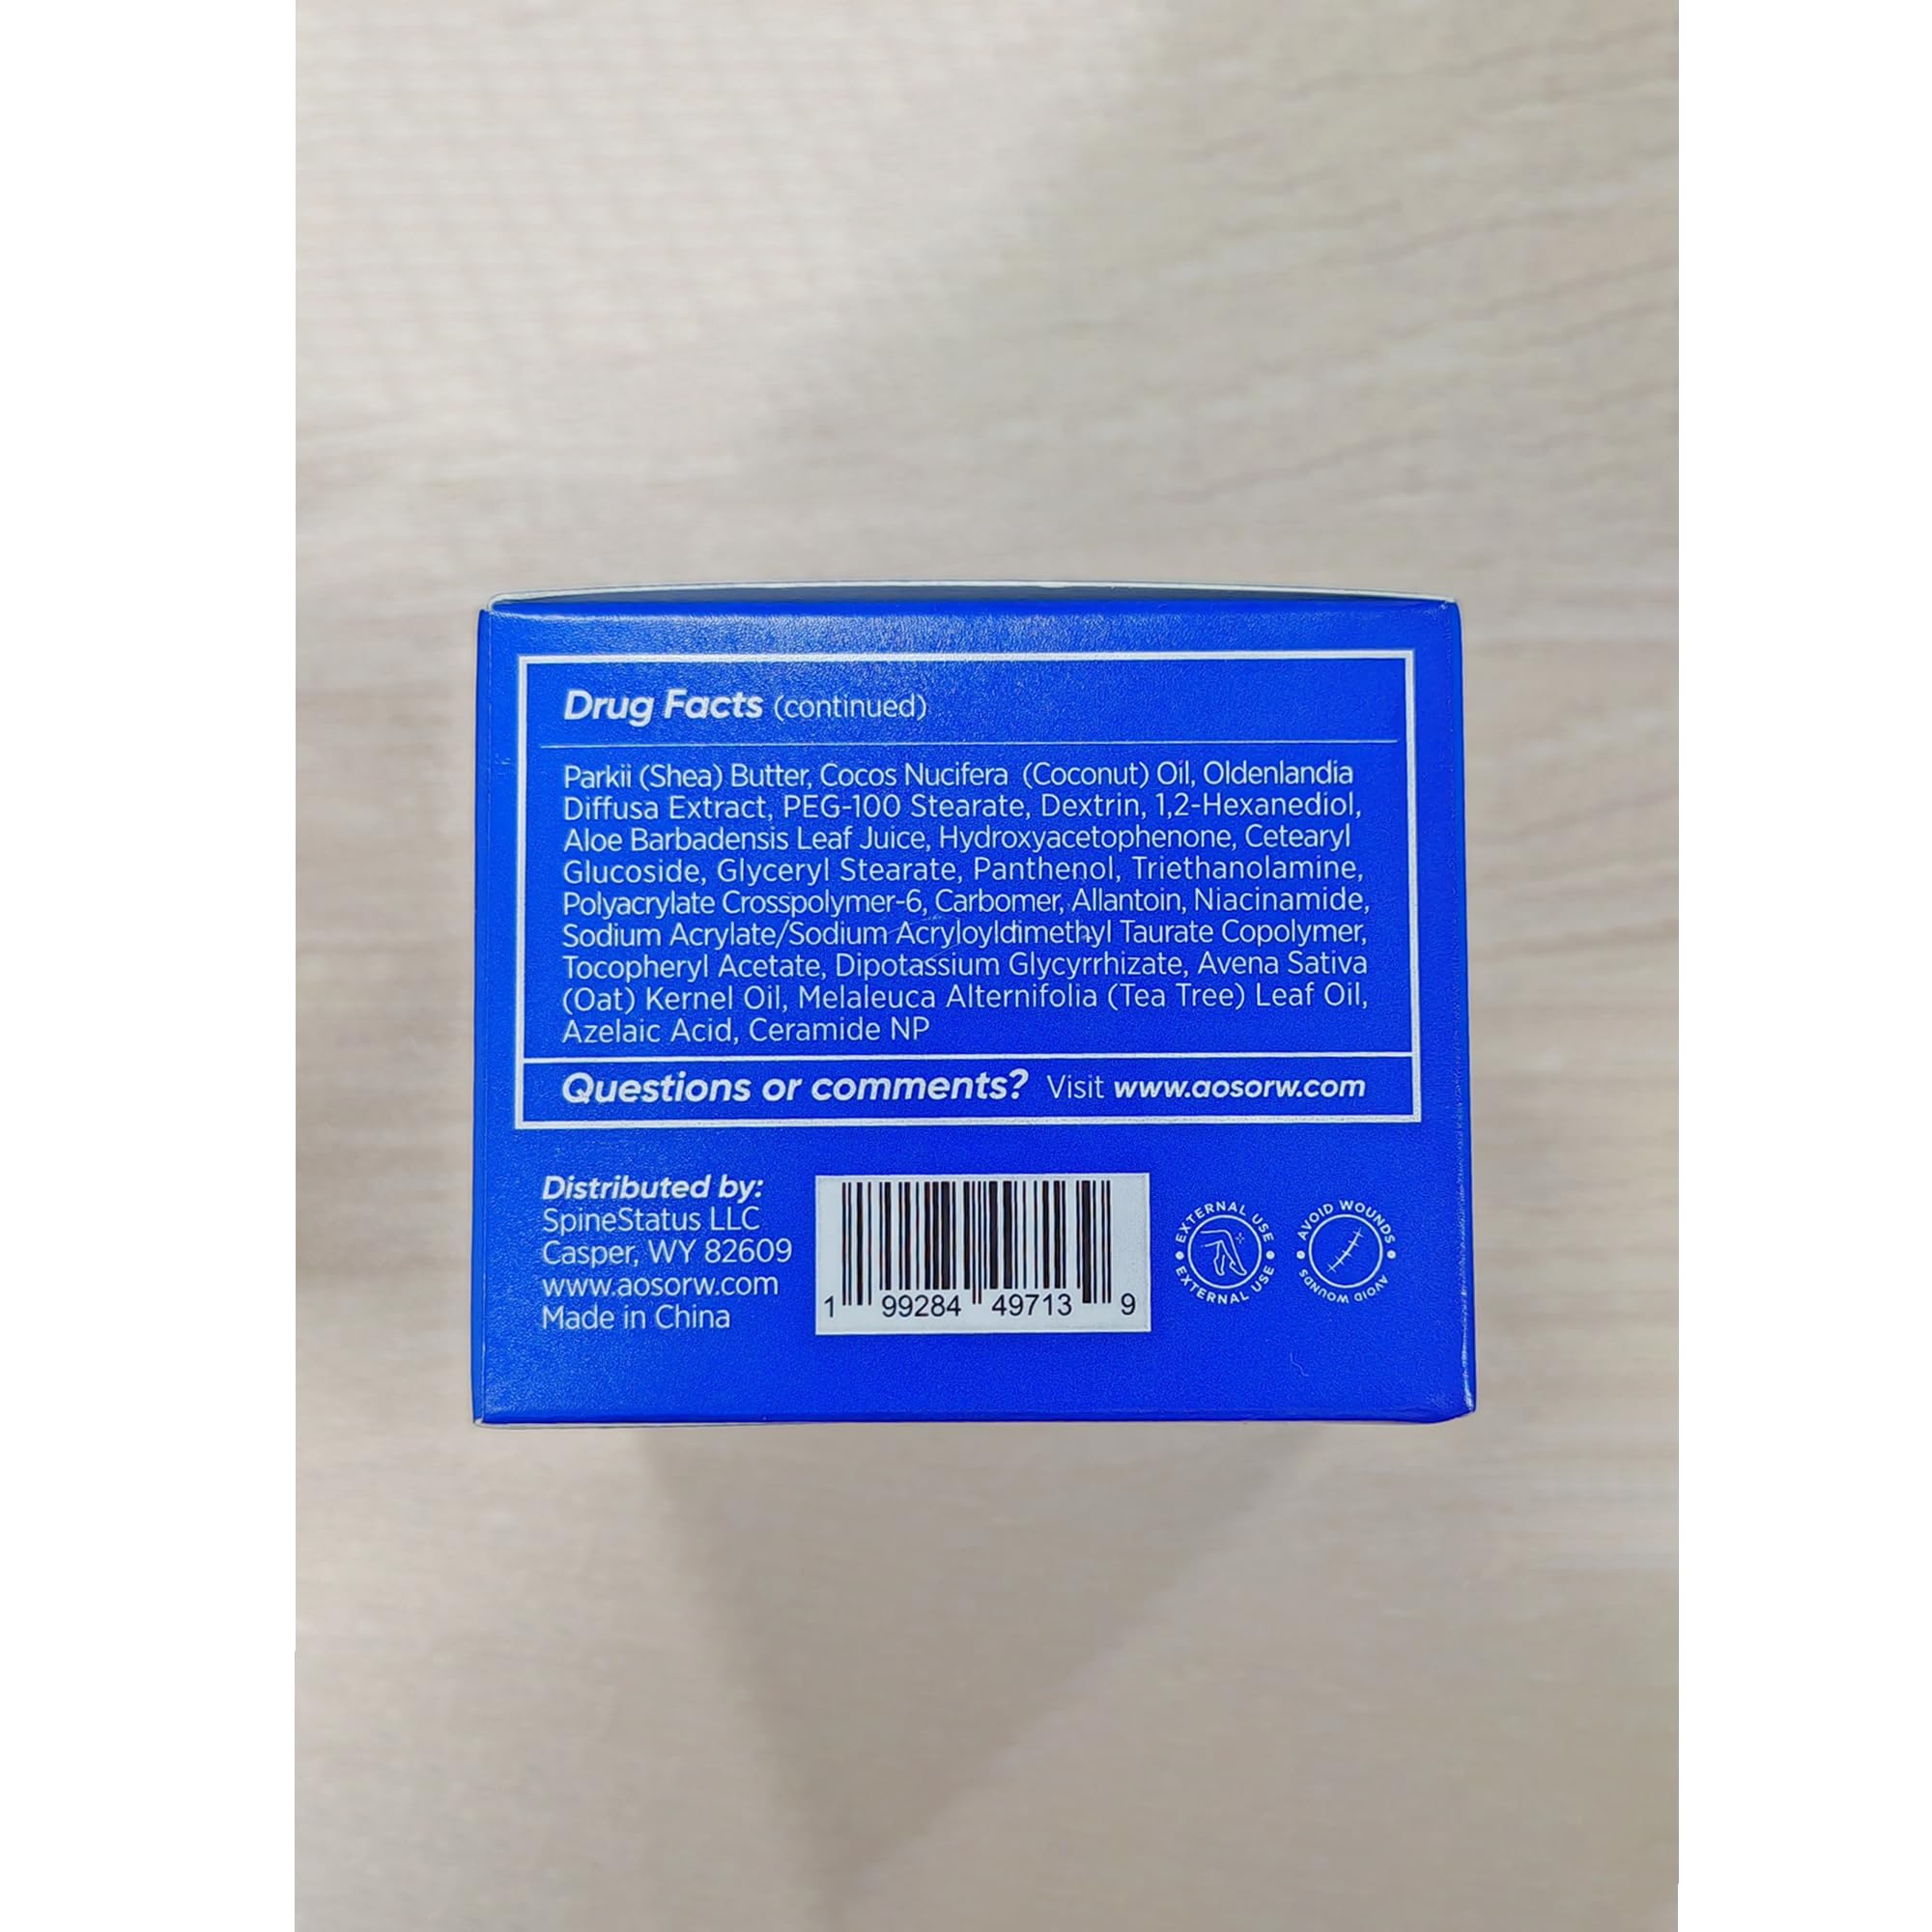 Drug Facts (continued)
Parkii (Shea) Butter, Cocos Nucifera (Coconut) Oil, Oldenlandia
Diffusa Extract, PEG-100 Stearate, Dextrin, 1,2-Hexanediol,
Aloe Barbadensis Leaf Juice, Hydroxyacetophenone, Cetearyl
Glucoside, Glyceryl Stearate, Panthenol, Triethanolamine,
Polyacrylate Crosspolymer-6, Carbomer, Allantoin, Niacinamide,
Sodium Acrylate/Sodium Acryloyldimethyl Taurate Copolymer,
Tocopheryl Acetate, Dipotassium Glycyrrhizate, Avena Sativa
(Oat) Kernel Oil, Melaleuca Alternifolia (Tea Tree) Leaf Oil,
Azelaic Acid, Ceramide NP
Questions or comments? Visit www.aosorw.com
Distributed by:
SpineStatus LLC
Casper, WY 82609
www.aosorw.com
Made in China
1 99284 49713 9
EXTERNAL USE
EXTERNAL USE
AVOID WOUNDS
AVOID WOUNDS